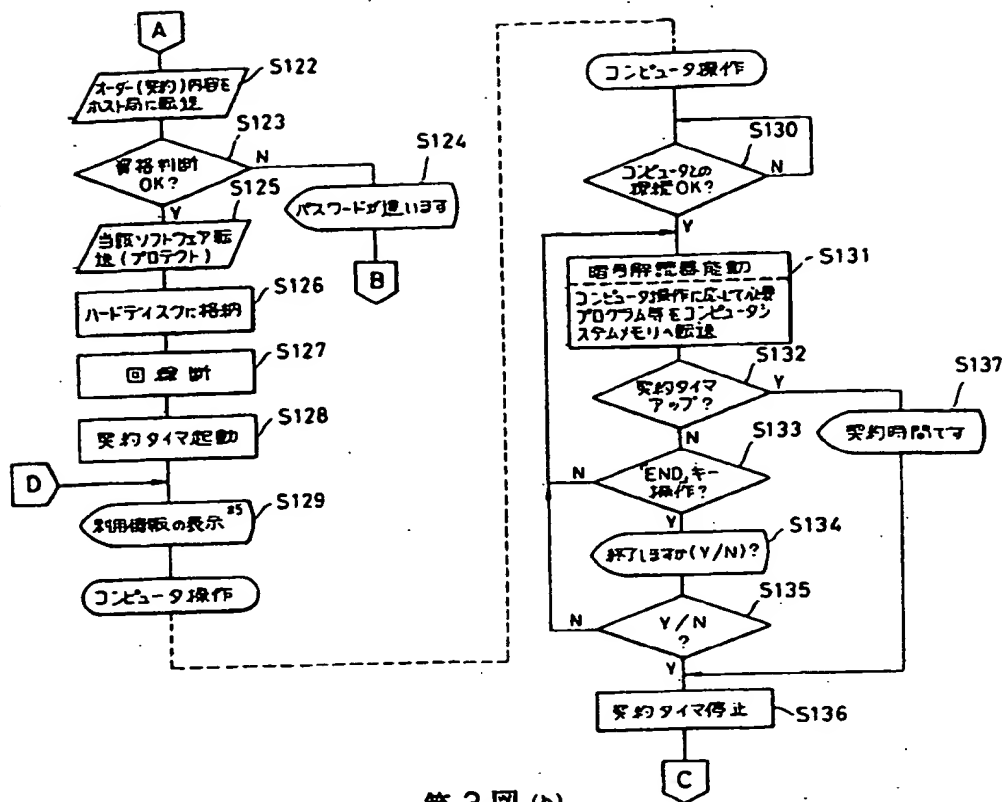 A
S122
オーダー(契約)内容を
ホスト局に転送
S123
資格判断
OK?
N
Y
S124
パスワードが違います
B
S125
当該ソフトウェア転
送(プロテクト)
S126
ハードディスクに格納
S127
回線断
S128
契約タイマ起動
D
S129
利用情報の表示 *5
コンピュータ操作
コンピュータ操作
S130
コンピュータとの
接続OK?
N
Y
S131
暗号解読器能動
コンピュータ操作に応じて必要
プログラム等をコンピュータシ
ステムメモリへ転送
S132
契約タイマ
アップ?
Y
N
S137
契約時間です
S133
「END」キー
操作?
N
Y
S134
終了しますか(Y/N)?
S135
Y/N
?
N
Y
契約タイマ停止
S136
C
第3図(b)